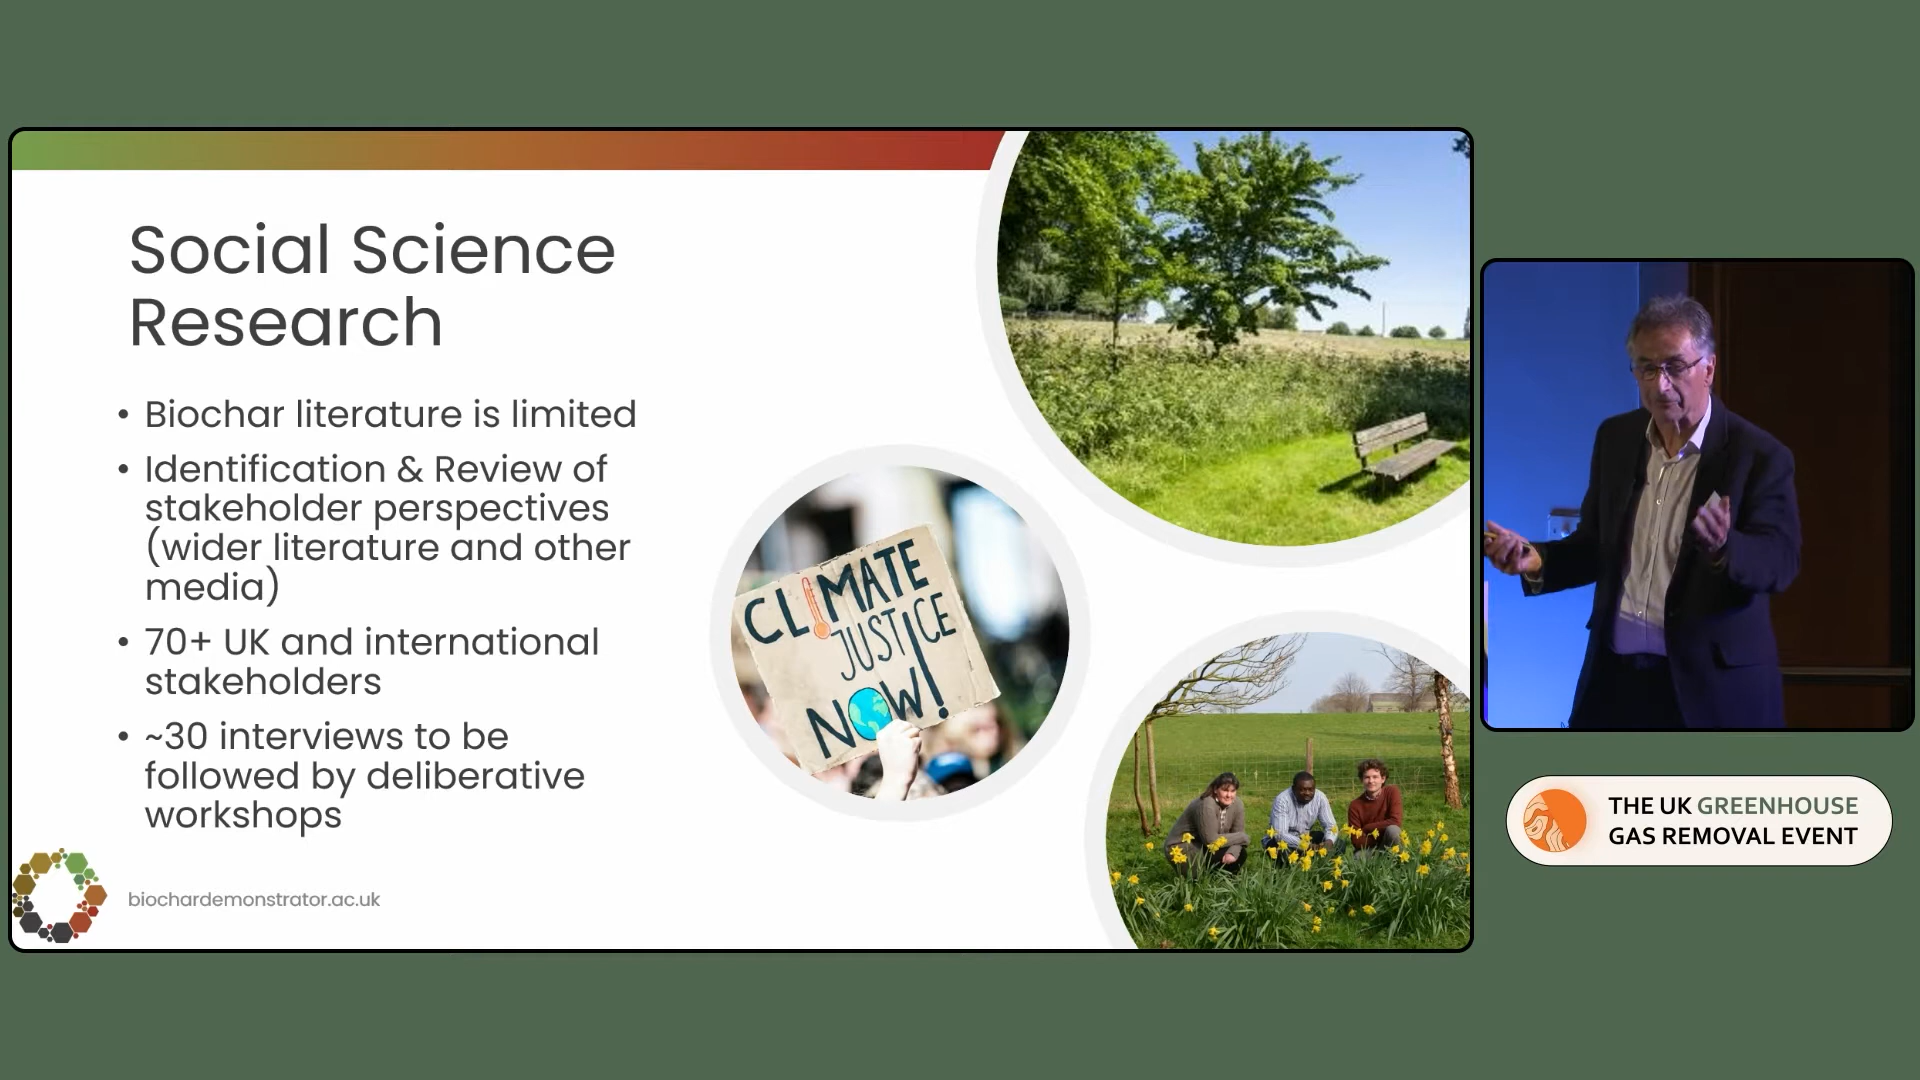 Social Science
Research
• Biochar literature is limited
• Identification & Review of
stakeholder perspectives
(wider literature and other
media)
• 70+ UK and international
stakeholders
• ~30 interviews to be
followed by deliberative
workshops
biochardemonstrator.ac.uk
CLIMATE
JUSTICE
NOW!
THE UK GREENHOUSE
GAS REMOVAL EVENT